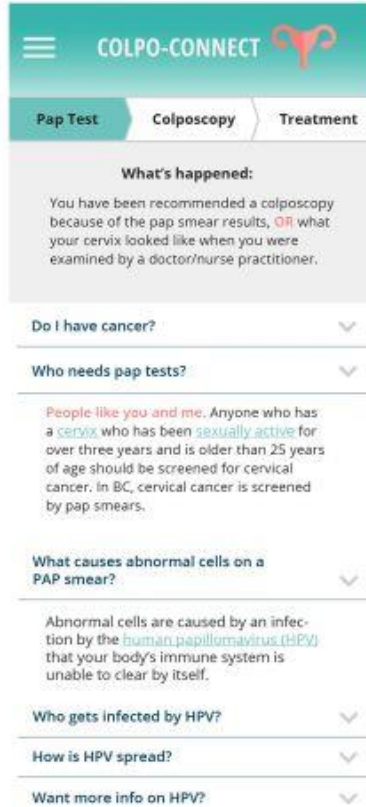 COLPO-CONNECT
Pap Test
Colposcopy
Treatment
What's happened:
You have been recommended a colposcopy
because of the pap smear results, OR what
your cervix looked like when you were
examined by a doctor/nurse practitioner.
Do I have cancer?
Who needs pap tests?
People like you and me. Anyone who has
a cervix who has been sexually active for
over three years and is older than 25 years
of age should be screened for cervical
cancer. In BC, cervical cancer is screened
by pap smears.
What causes abnormal cells on a
PAP smear?
Abnormal cells are caused by an infec-
tion by the human papillomavirus (HPV)
that your body's immune system is
unable to clear by itself.
Who gets infected by HPV?
How is HPV spread?
Want more info on HPV?